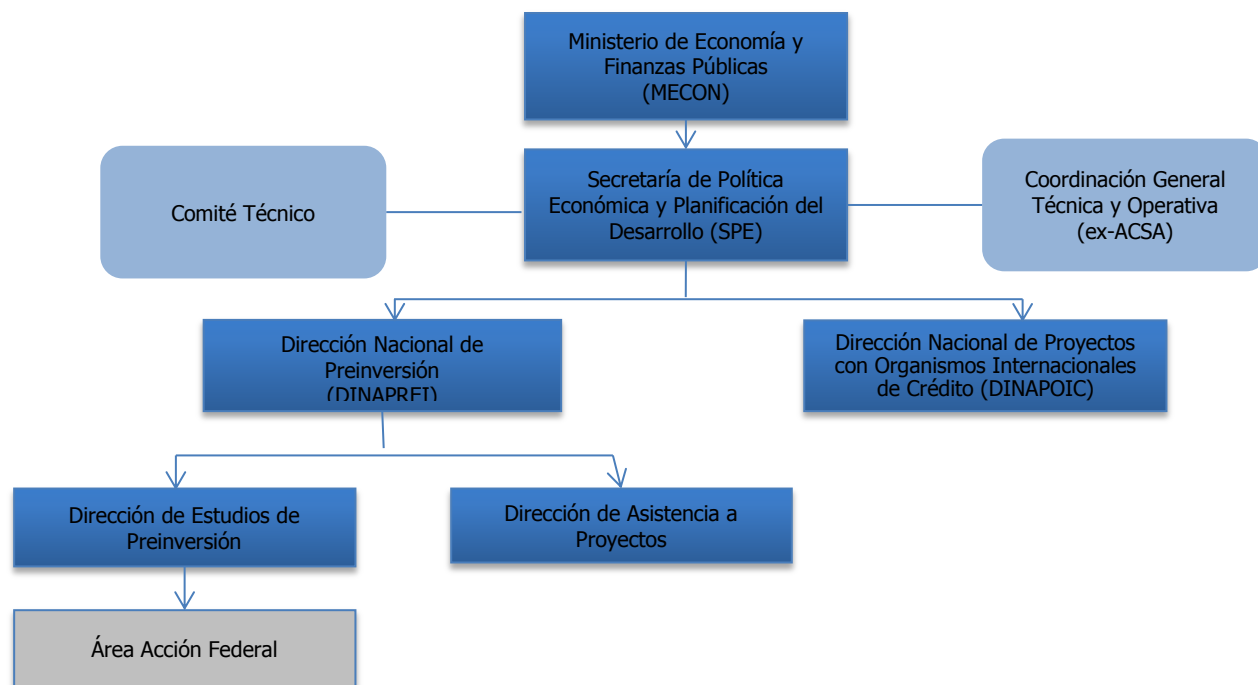 Ministerio de Economía y
Finanzas Públicas
(MECON)
Comité Técnico
Secretaría de Política
Económica y Planificación del
Desarrollo (SPE)
Coordinación General
Técnica y Operativa
(ex-ACSA)
Dirección Nacional de
Preinversión
(DINAPREI)
Dirección Nacional de Proyectos
con Organismos Internacionales
de Crédito (DINAPOIC)
Dirección de Estudios de
Preinversión
Dirección de Asistencia a
Proyectos
Área Acción Federal